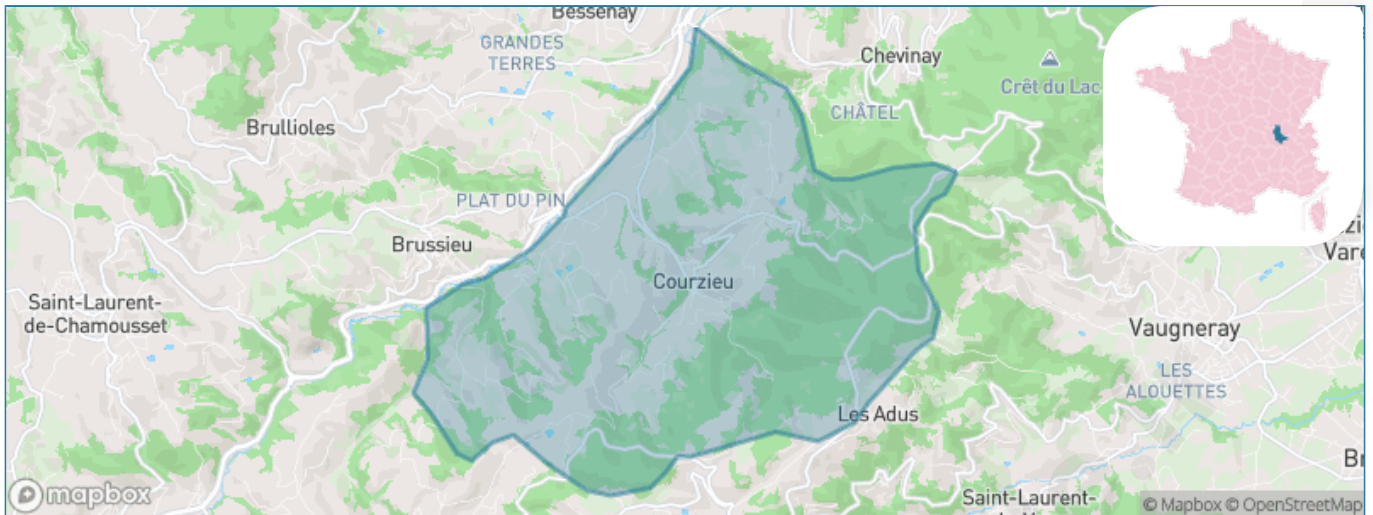 Bessenay
GRANDES
TERRES
Chevinay
Crêt du Lac
CHÂTEL
Brullioles
PLAT DU PIN
Brussieu
Courzieu
Saint-Laurent-
de-Chamousset
Vaugneray
LES
ALOUETTES
Les Adus
Saint-Laurent-
mapbox
© Mapbox © OpenStreetMap